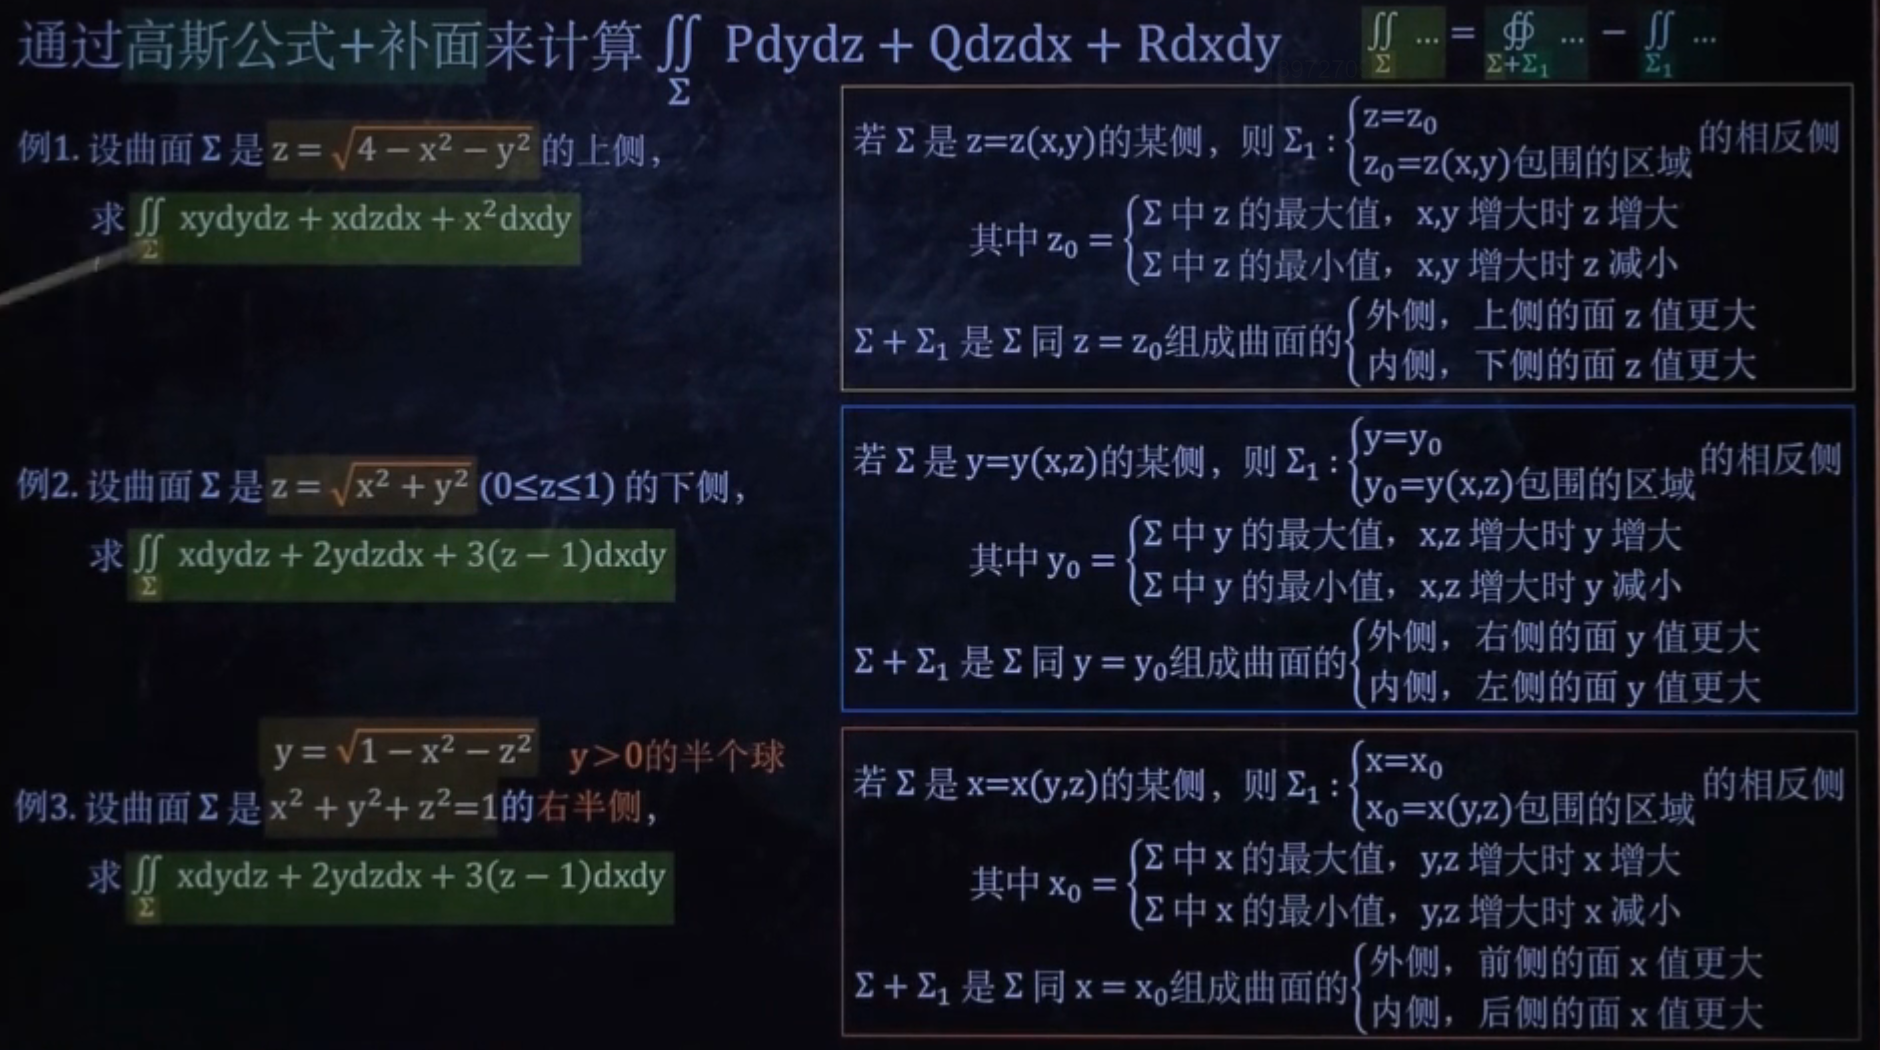 通过高斯公式+补面来计算 ∬ Pdydz + Qdzdx + Rdxdy
Σ
∬ ... = ∯ ... − ∬ ...
Σ Σ+Σ₁ Σ₁
例1. 设曲面 Σ 是 z = √(4 − x² − y²) 的上侧，
求 ∬ xydydz + xdzdx + x²dxdy
Σ
例2. 设曲面 Σ 是 z = √(x² + y²) (0≤z≤1) 的下侧，
求 ∬ xdydz + 2ydzdx + 3(z − 1)dxdy
Σ
y = √(1 − x² − z²) y>0的半个球
例3. 设曲面 Σ 是 x² + y²+ z²=1的右半侧，
求 ∬ xdydz + 2ydzdx + 3(z − 1)dxdy
Σ
若 Σ 是 z=z(x,y)的某侧，则 Σ₁ : { z=z₀
z₀=z(x,y)包围的区域 的相反侧
其中 z₀ = { Σ 中 z 的最大值，x,y 增大时 z 增大
Σ 中 z 的最小值，x,y 增大时 z 减小
Σ + Σ₁ 是 Σ 同 z = z₀组成曲面的 { 外侧，上侧的面 z 值更大
内侧，下侧的面 z 值更大
若 Σ 是 y=y(x,z)的某侧，则 Σ₁ : { y=y₀
y₀=y(x,z)包围的区域 的相反侧
其中 y₀ = { Σ 中 y 的最大值，x,z 增大时 y 增大
Σ 中 y 的最小值，x,z 增大时 y 减小
Σ + Σ₁ 是 Σ 同 y = y₀组成曲面的 { 外侧，右侧的面 y 值更大
内侧，左侧的面 y 值更大
若 Σ 是 x=x(y,z)的某侧，则 Σ₁ : { x=x₀
x₀=x(y,z)包围的区域 的相反侧
其中 x₀ = { Σ 中 x 的最大值，y,z 增大时 x 增大
Σ 中 x 的最小值，y,z 增大时 x 减小
Σ + Σ₁ 是 Σ 同 x = x₀组成曲面的 { 外侧，前侧的面 x 值更大
内侧，后侧的面 x 值更大